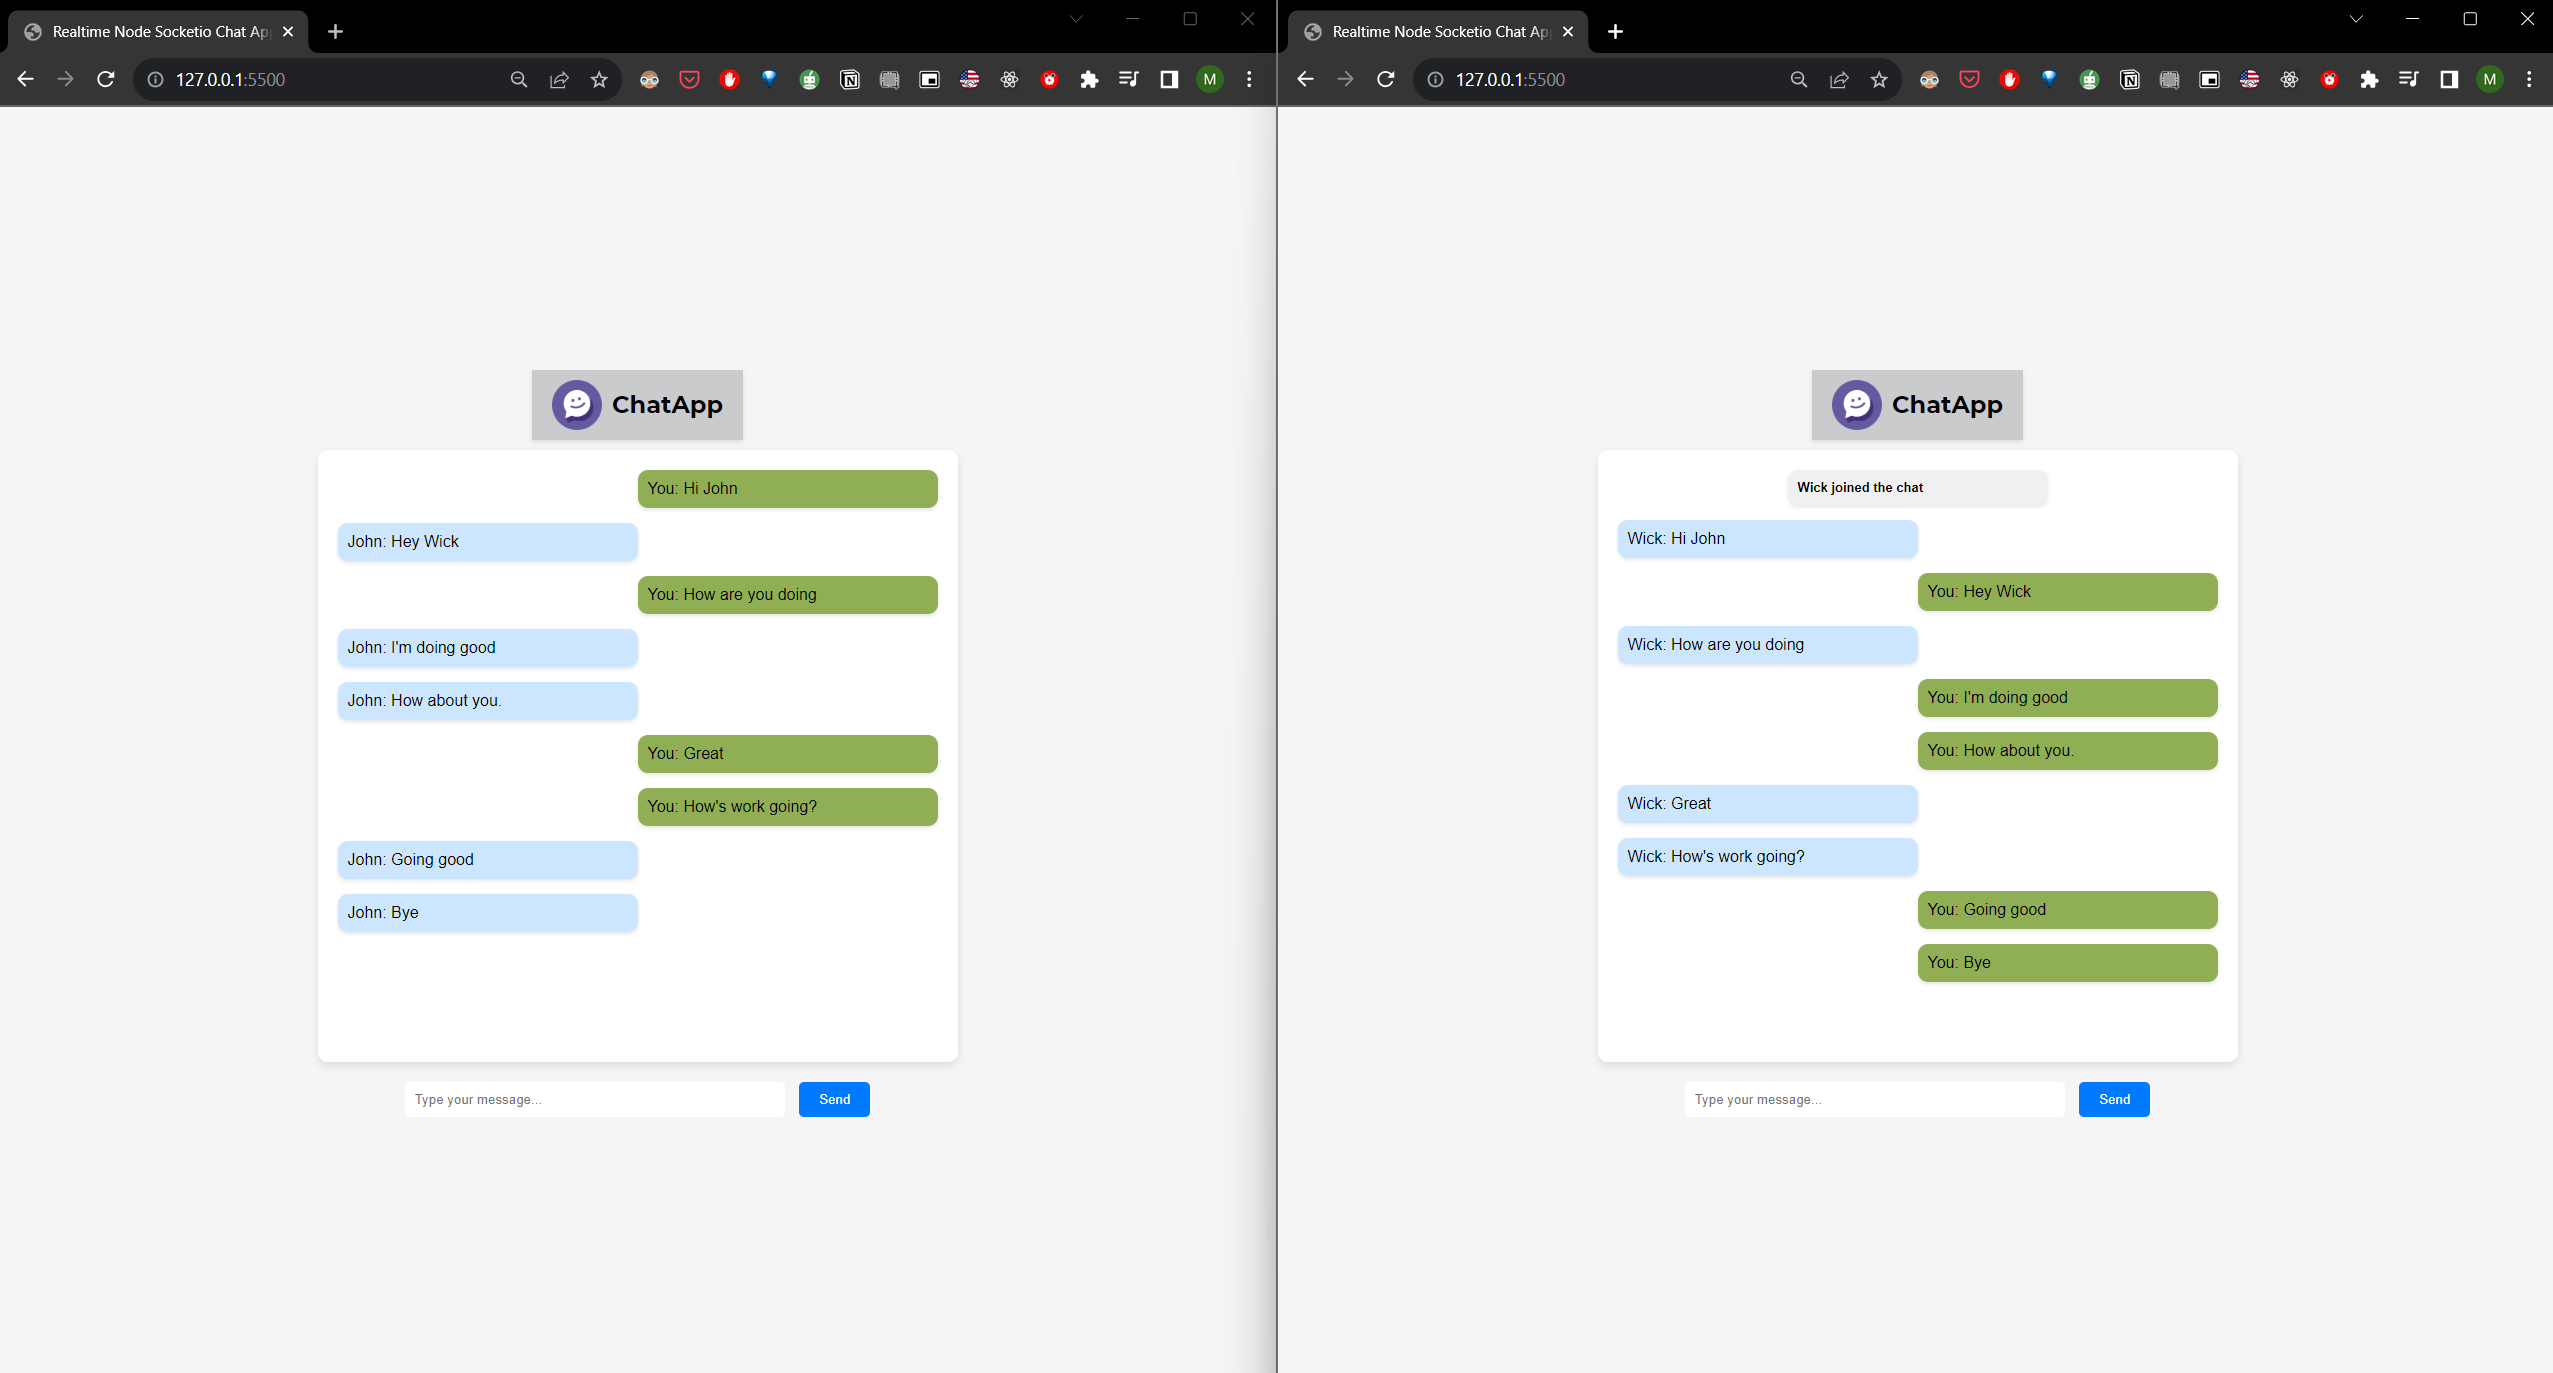 Realtime Node Socketio Chat Ap
127.0.0.1:5500
M
ChatApp
You: Hi John
John: Hey Wick
You: How are you doing
John: I'm doing good
John: How about you.
You: Great
You: How's work going?
John: Going good
John: Bye
Type your message...
Send
Realtime Node Socketio Chat Ap
127.0.0.1:5500
M
ChatApp
Wick joined the chat
Wick: Hi John
You: Hey Wick
Wick: How are you doing
You: I'm doing good
You: How about you.
Wick: Great
Wick: How's work going?
You: Going good
You: Bye
Type your message...
Send